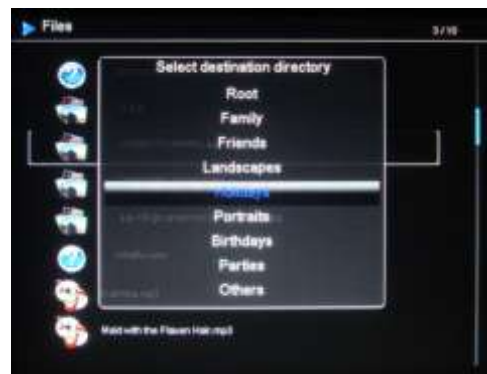 Files
3/10
Select destination directory
Root
Family
Friends
Landscapes
Holidays
Portraits
Birthdays
Parties
Others
Maid with the Flaxen Hair.mp3